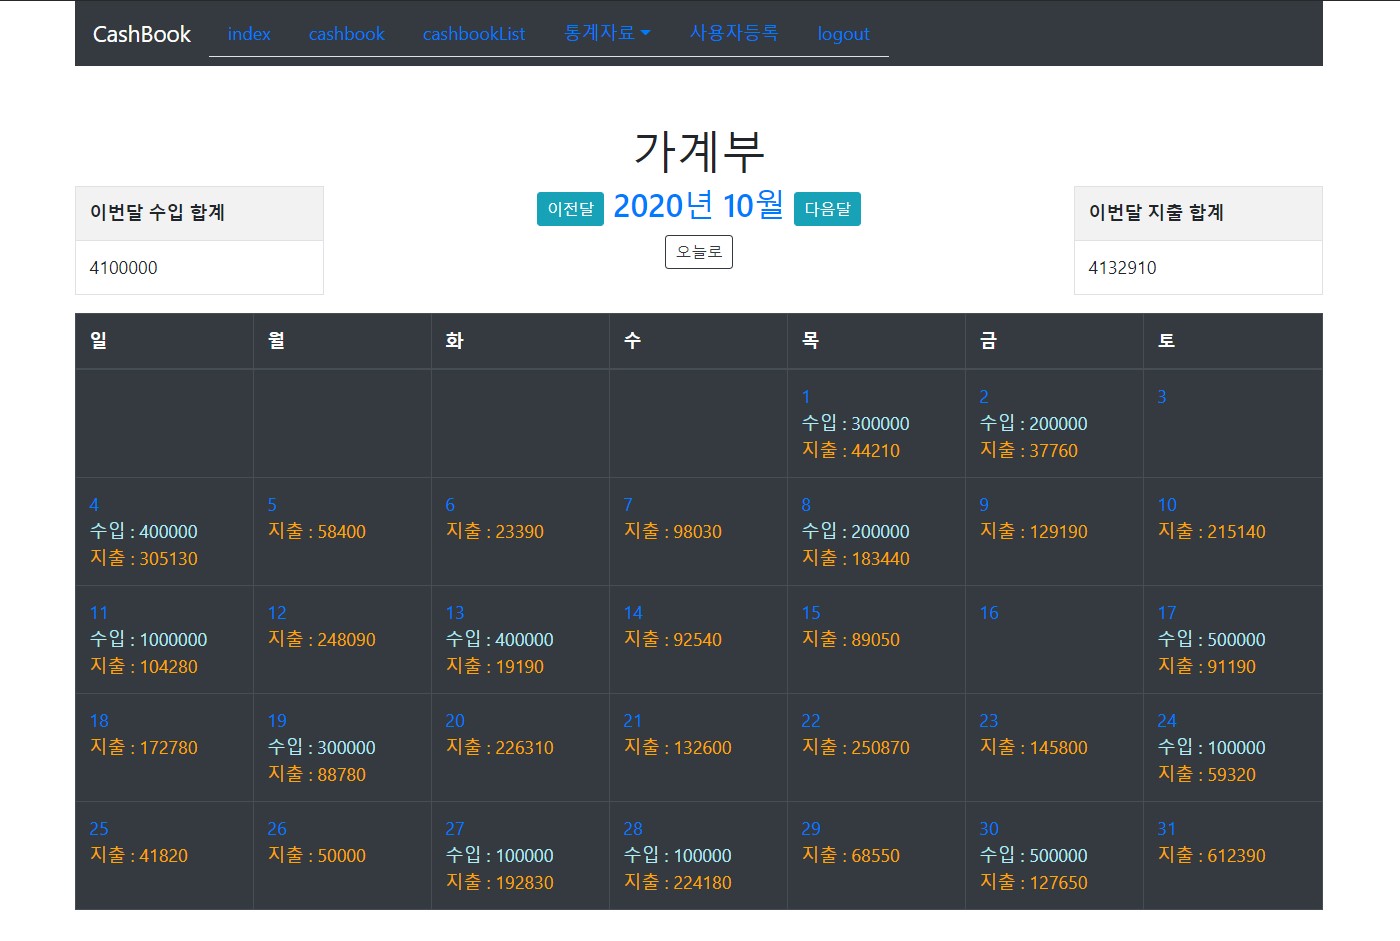 CashBook index cashbook cashbookList 통계자료 사용자등록 logout
가계부
이전달 2020년 10월 다음달
오늘로
이번달 수입 합계
4100000
이번달 지출 합계
4132910
일 월 화 수 목 금 토
1
수입 : 300000
지출 : 44210
2
수입 : 200000
지출 : 37760
3
4
수입 : 400000
지출 : 305130
5
지출 : 58400
6
지출 : 23390
7
지출 : 98030
8
수입 : 200000
지출 : 183440
9
지출 : 129190
10
지출 : 215140
11
수입 : 1000000
지출 : 104280
12
지출 : 248090
13
수입 : 400000
지출 : 19190
14
지출 : 92540
15
지출 : 89050
16
17
수입 : 500000
지출 : 91190
18
지출 : 172780
19
수입 : 300000
지출 : 88780
20
지출 : 226310
21
지출 : 132600
22
지출 : 250870
23
지출 : 145800
24
수입 : 100000
지출 : 59320
25
지출 : 41820
26
지출 : 50000
27
수입 : 100000
지출 : 192830
28
수입 : 100000
지출 : 224180
29
지출 : 68550
30
수입 : 500000
지출 : 127650
31
지출 : 612390